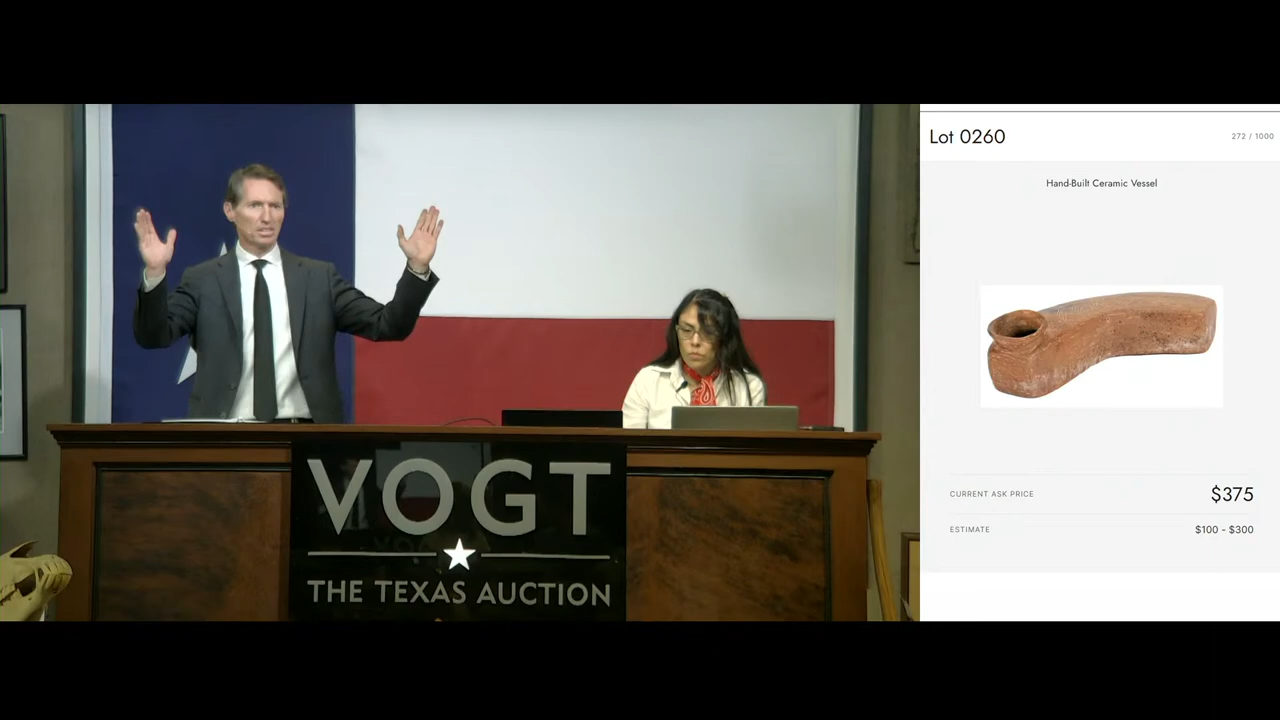 VOGT
THE TEXAS AUCTION
Lot 0260
272 / 1000
Hand-Built Ceramic Vessel
CURRENT ASK PRICE
$375
ESTIMATE
$100 - $300